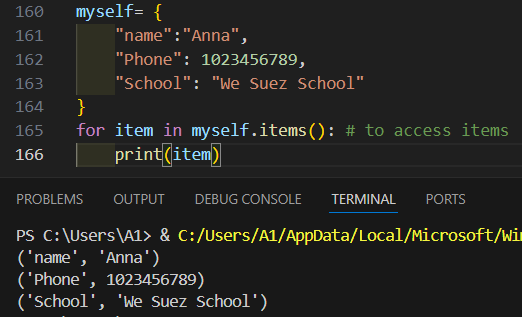 160 myself= {
161 "name":"Anna",
162 "Phone": 1023456789,
163 "School": "We Suez School"
164 }
165 for item in myself.items(): # to access items
166 print(item)
PROBLEMS OUTPUT DEBUG CONSOLE TERMINAL PORTS
PS C:\Users\A1> & C:/Users/A1/AppData/Local/Microsoft/Win
('name', 'Anna')
('Phone', 1023456789)
('School', 'We Suez School')